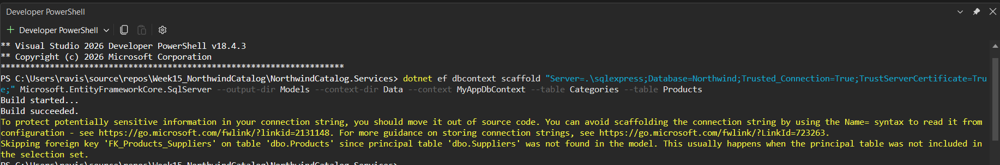 Developer PowerShell
+ Developer PowerShell
** Visual Studio 2026 Developer PowerShell v18.4.3
** Copyright (c) 2026 Microsoft Corporation
**********************************************************************
PS C:\Users\ravis\source\repos\Week15_NorthwindCatalog\NorthwindCatalog.Services> dotnet ef dbcontext scaffold "Server=.\sqlexpress;Database=Northwind;Trusted_Connection=True;TrustServerCertificate=Tru
e;" Microsoft.EntityFrameworkCore.SqlServer --output-dir Models --context-dir Data --context MyAppDbContext --table Categories --table Products
Build started...
Build succeeded.
To protect potentially sensitive information in your connection string, you should move it out of source code. You can avoid scaffolding the connection string by using the Name= syntax to read it from
configuration - see https://go.microsoft.com/fwlink/?linkid=2131148. For more guidance on storing connection strings, see https://go.microsoft.com/fwlink/?LinkId=723263.
Skipping foreign key 'FK_Products_Suppliers' on table 'dbo.Products' since principal table 'dbo.Suppliers' was not found in the model. This usually happens when the principal table was not included in
the selection set.
PS C:\Users\ravis\source\repos\Week15_NorthwindCatalog\NorthwindCatalog.Services>